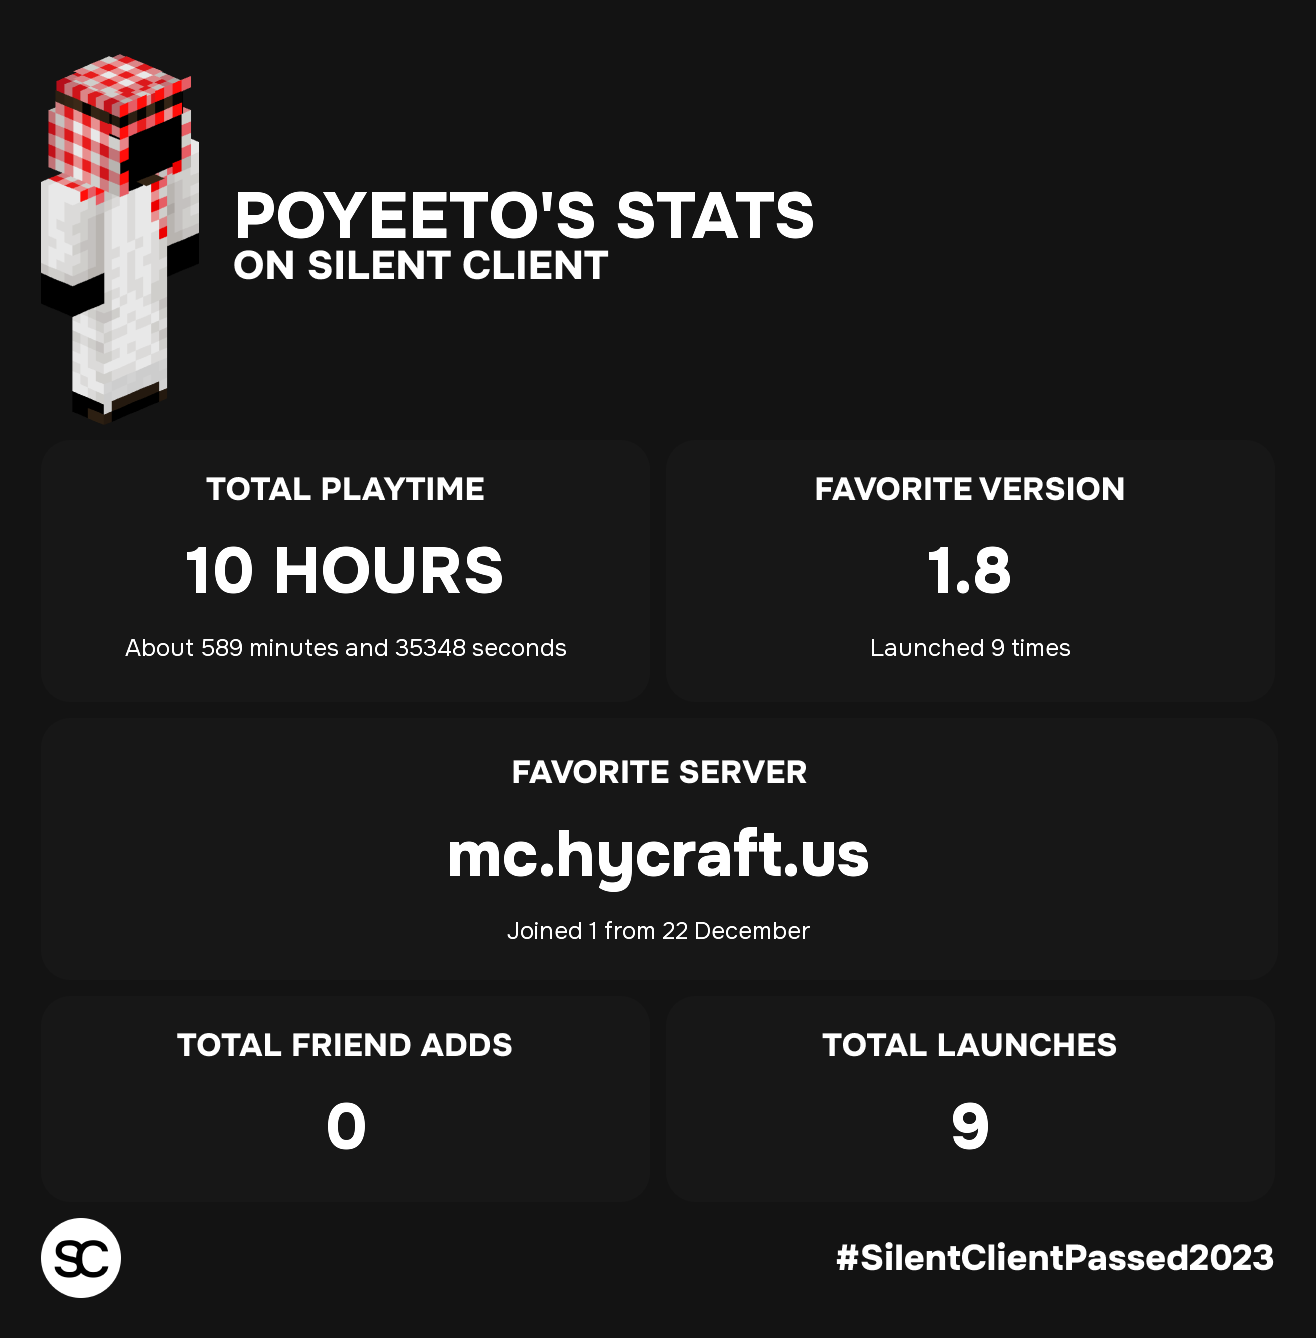 POYEETO'S STATS
ON SILENT CLIENT
TOTAL PLAYTIME
10 HOURS
About 589 minutes and 35348 seconds
FAVORITE VERSION
1.8
Launched 9 times
FAVORITE SERVER
mc.hycraft.us
Joined 1 from 22 December
TOTAL FRIEND ADDS
0
TOTAL LAUNCHES
9
SC
#SilentClientPassed2023